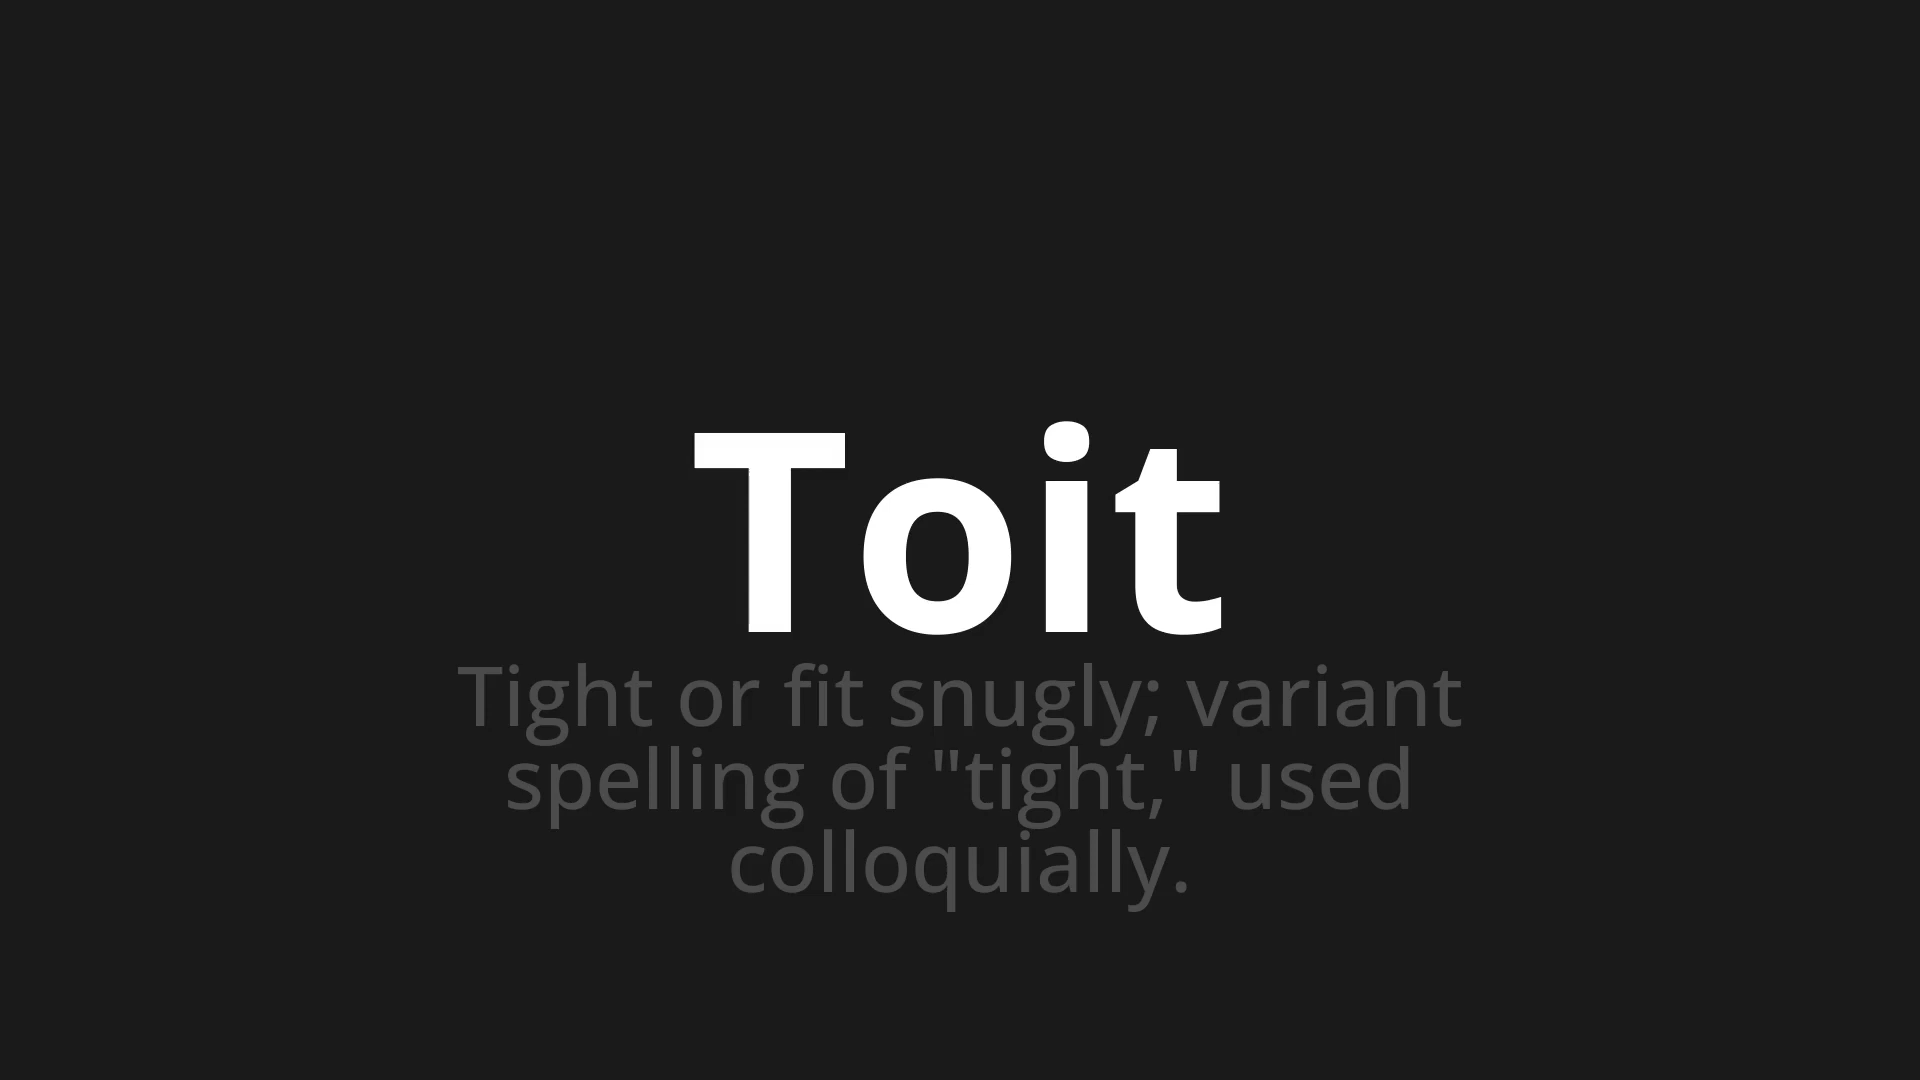 Toit
Tight or fit snugly; variant
spelling of "tight," used
colloquially.